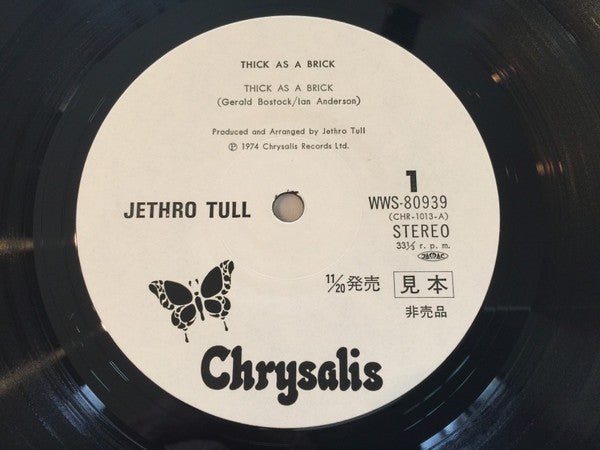 THICK AS A BRICK
THICK AS A BRICK
(Gerald Bostock/Ian Anderson)
Produced and Arranged by Jethro Tull
Ⓟ 1974 Chrysalis Records Ltd.
1
JETHRO TULL
WWS-80939
(CHR-1013-A)
STEREO
33⅓ r. p. m.
JASRAC
11/20 発売
見本
非売品
Chrysalis